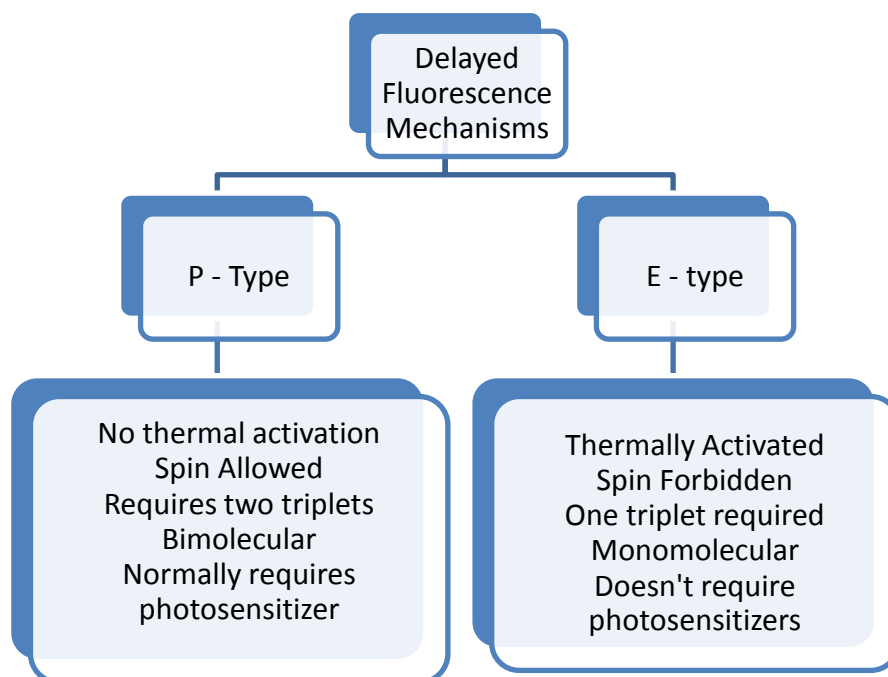 Delayed
Fluorescence
Mechanisms
P - Type
E - type
No thermal activation
Spin Allowed
Requires two triplets
Bimolecular
Normally requires
photosensitizer
Thermally Activated
Spin Forbidden
One triplet required
Monomolecular
Doesn't require
photosensitizers